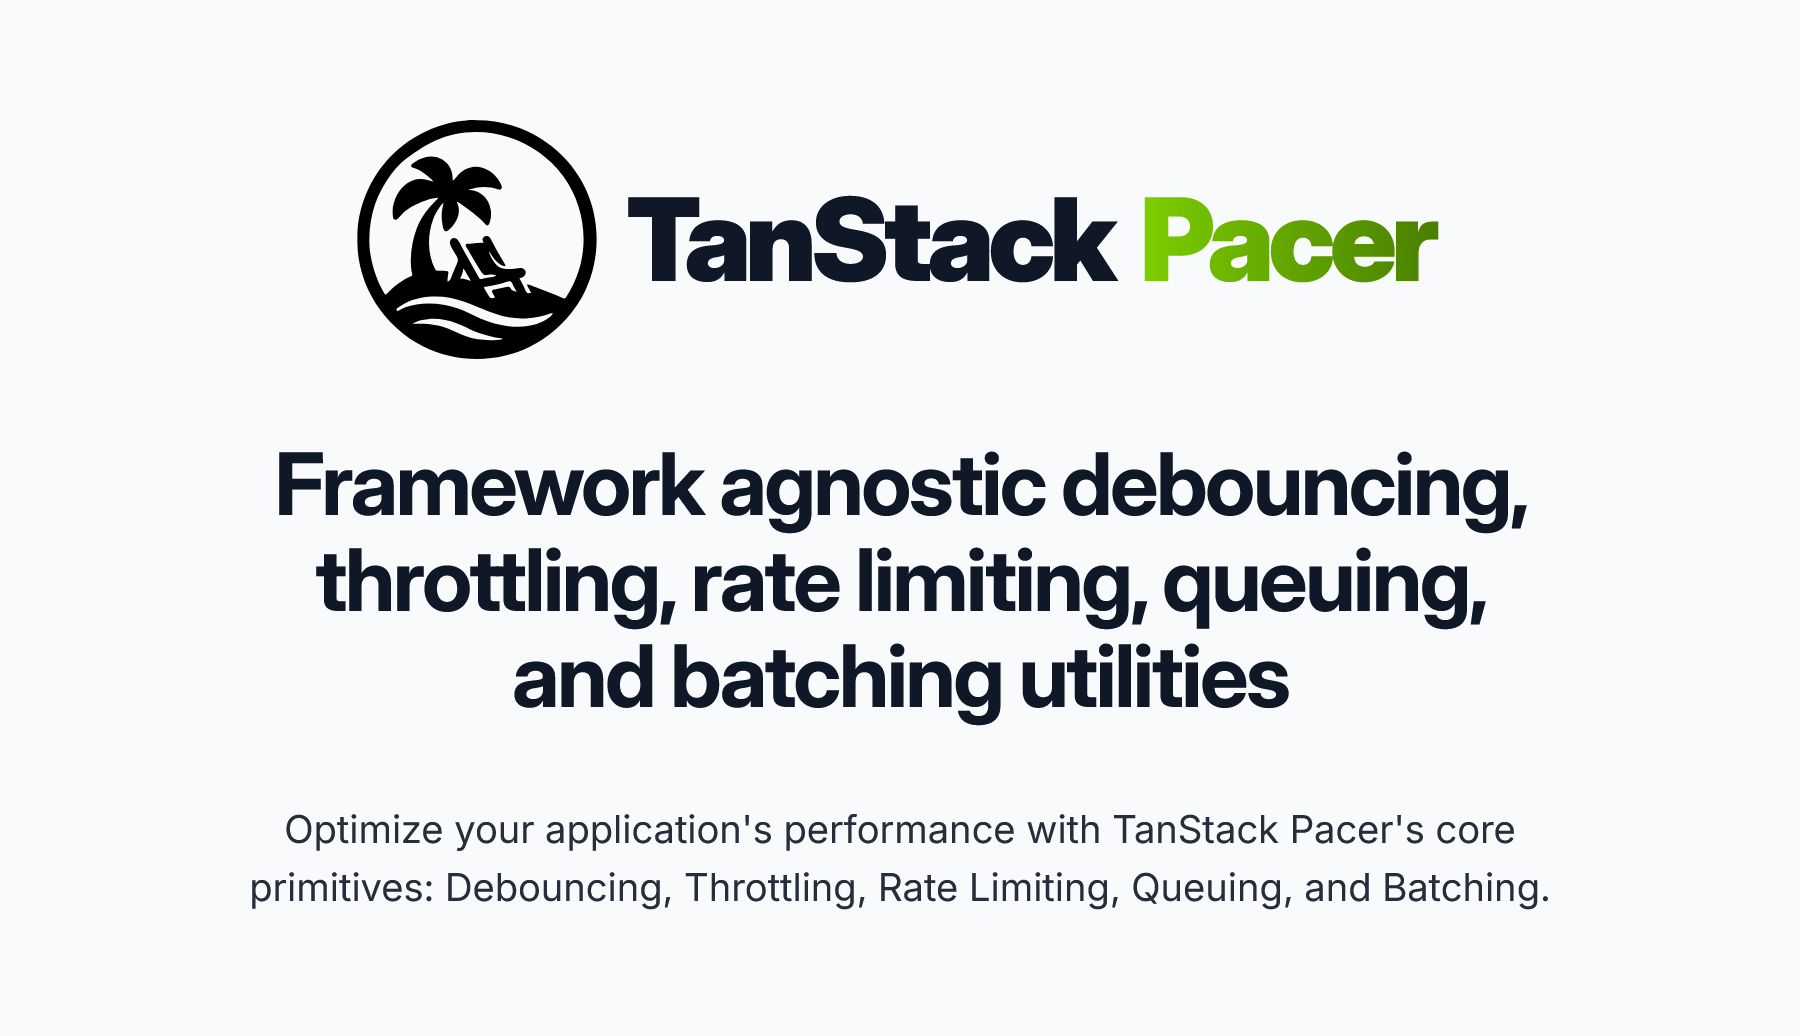 TanStack Pacer
Framework agnostic debouncing,
throttling, rate limiting, queuing,
and batching utilities
Optimize your application's performance with TanStack Pacer's core
primitives: Debouncing, Throttling, Rate Limiting, Queuing, and Batching.